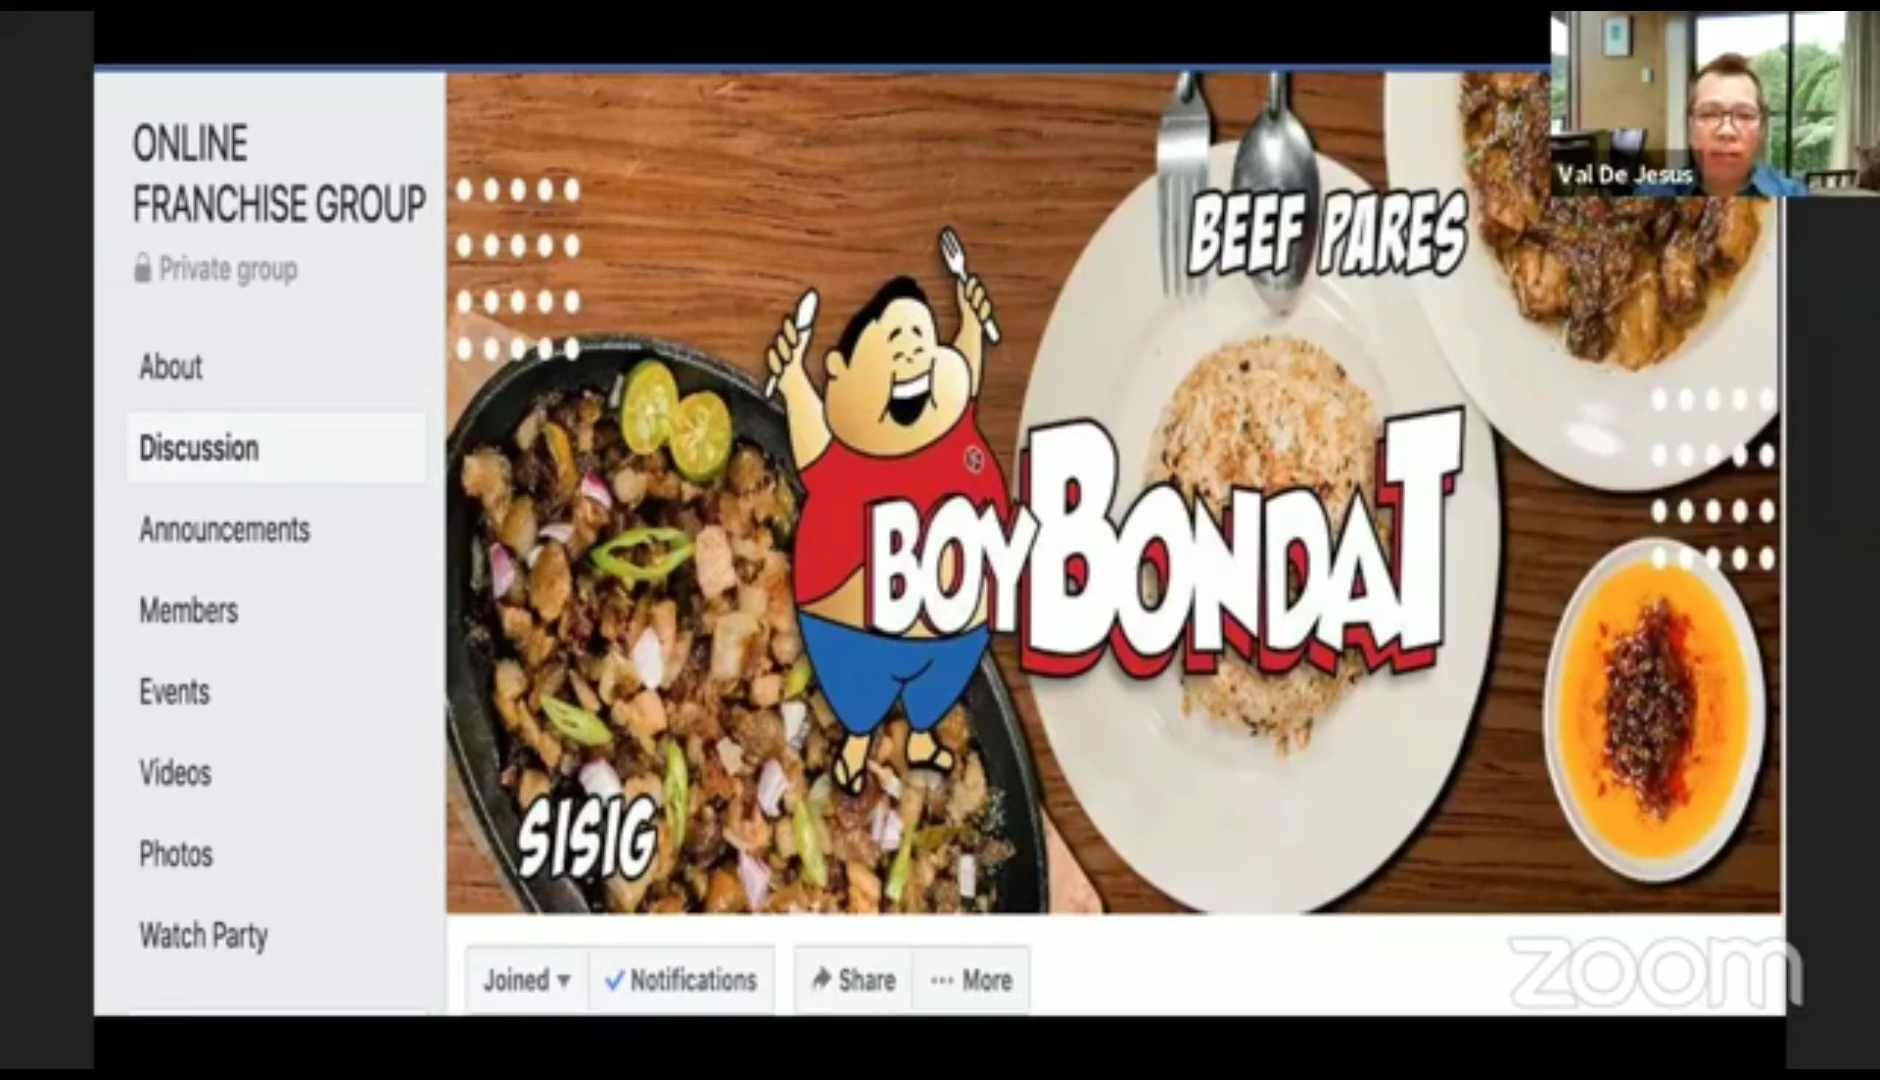 ONLINE
FRANCHISE GROUP
Private group
About
Discussion
Announcements
Members
Events
Videos
Photos
Watch Party
BEEF PARES
BOY BONDAT
SISIG
Joined
Notifications
Share
More
Val De Jesus
zoom